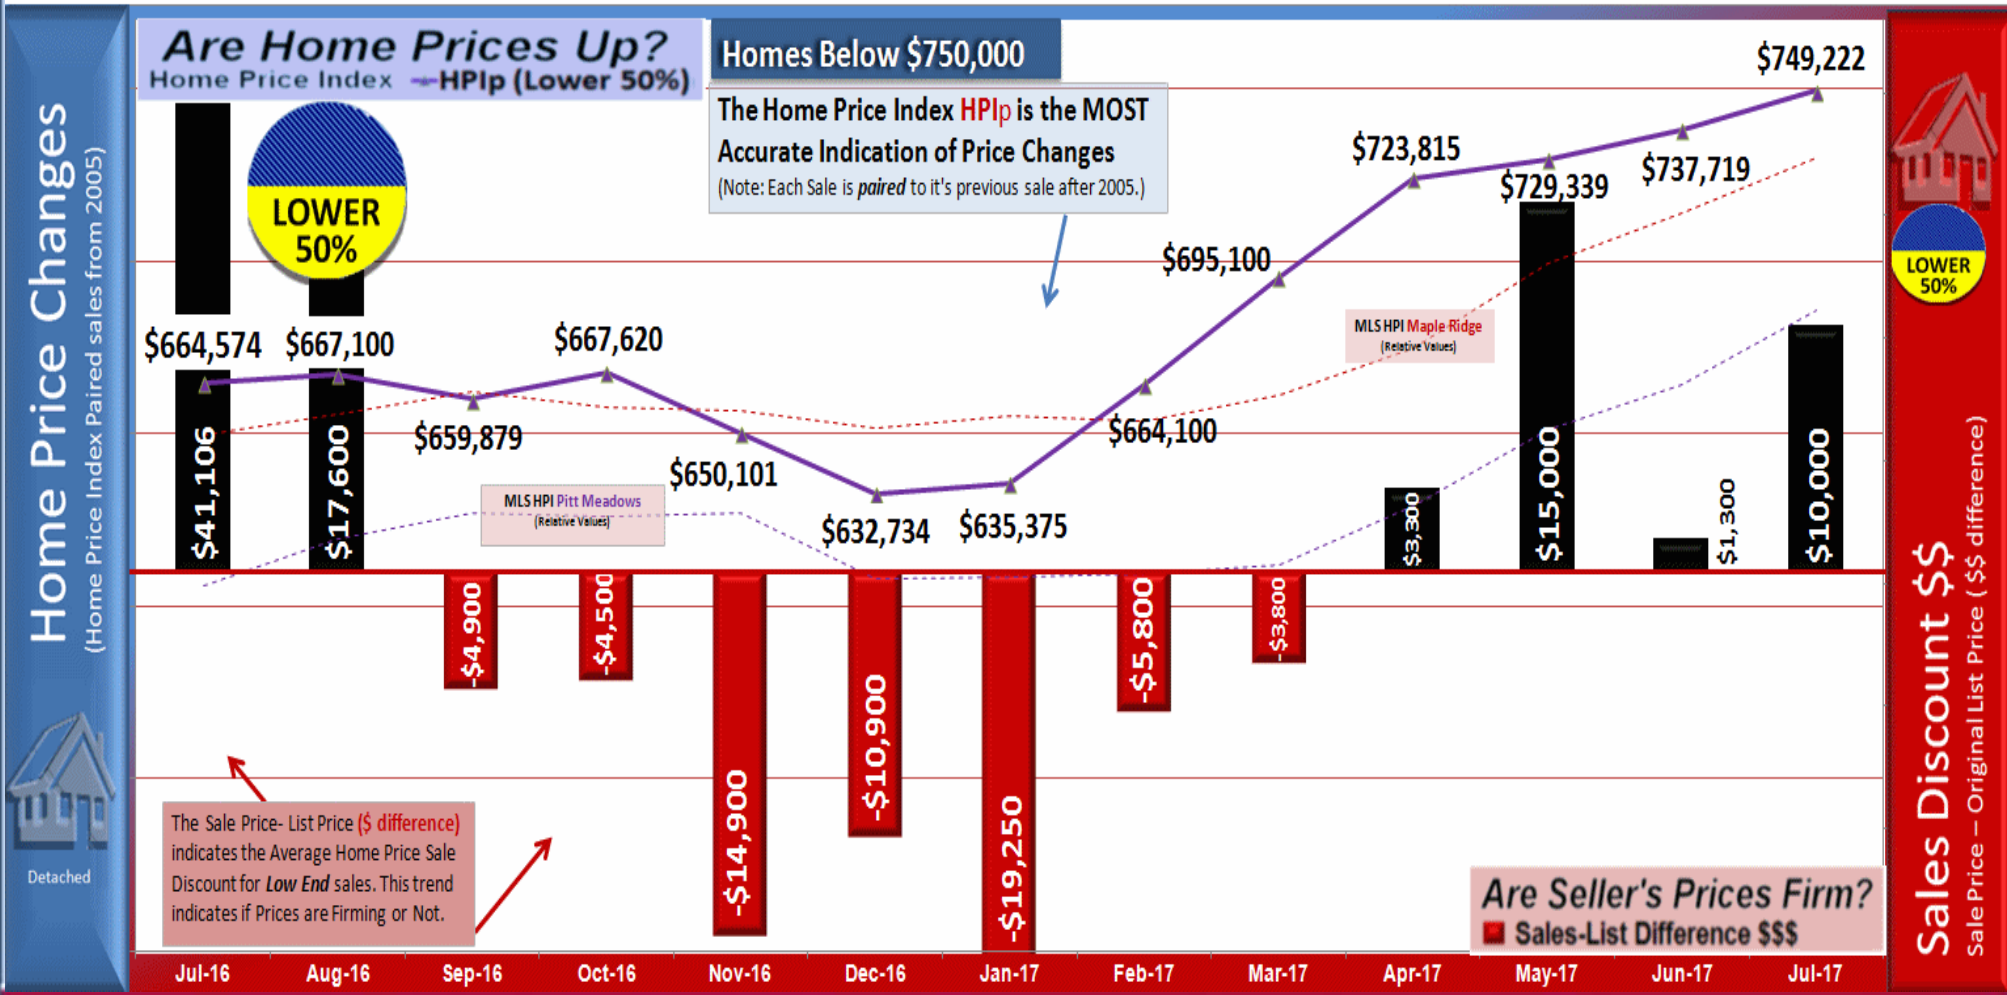 Home Price Changes
(Home Price Index Paired sales from 2005)
Detached
Are Home Prices Up?
Home Price Index HPIp (Lower 50%)
Homes Below $750,000
The Home Price Index HPIp is the MOST
Accurate Indication of Price Changes
(Note: Each Sale is paired to it's previous sale after 2005.)
LOWER
50%
$664,574
$667,100
$659,879
$667,620
$650,101
$632,734
$635,375
$664,100
$695,100
$723,815
$729,339
$737,719
$749,222
MLS HPI Maple Ridge
(Relative Values)
MLS HPI Pitt Meadows
(Relative Values)
$41,106
$17,600
-$4,900
-$4,500
-$14,900
-$10,900
-$19,250
-$5,800
-$3,800
$3,300
$15,000
$1,300
$10,000
The Sale Price- List Price ($ difference)
indicates the Average Home Price Sale
Discount for Low End sales. This trend
indicates if Prices are Firming or Not.
Are Seller's Prices Firm?
Sales-List Difference $$$
Jul-16 Aug-16 Sep-16 Oct-16 Nov-16 Dec-16 Jan-17 Feb-17 Mar-17 Apr-17 May-17 Jun-17 Jul-17
LOWER
50%
Sales Discount $$
Sale Price – Original List Price ( $$ difference)